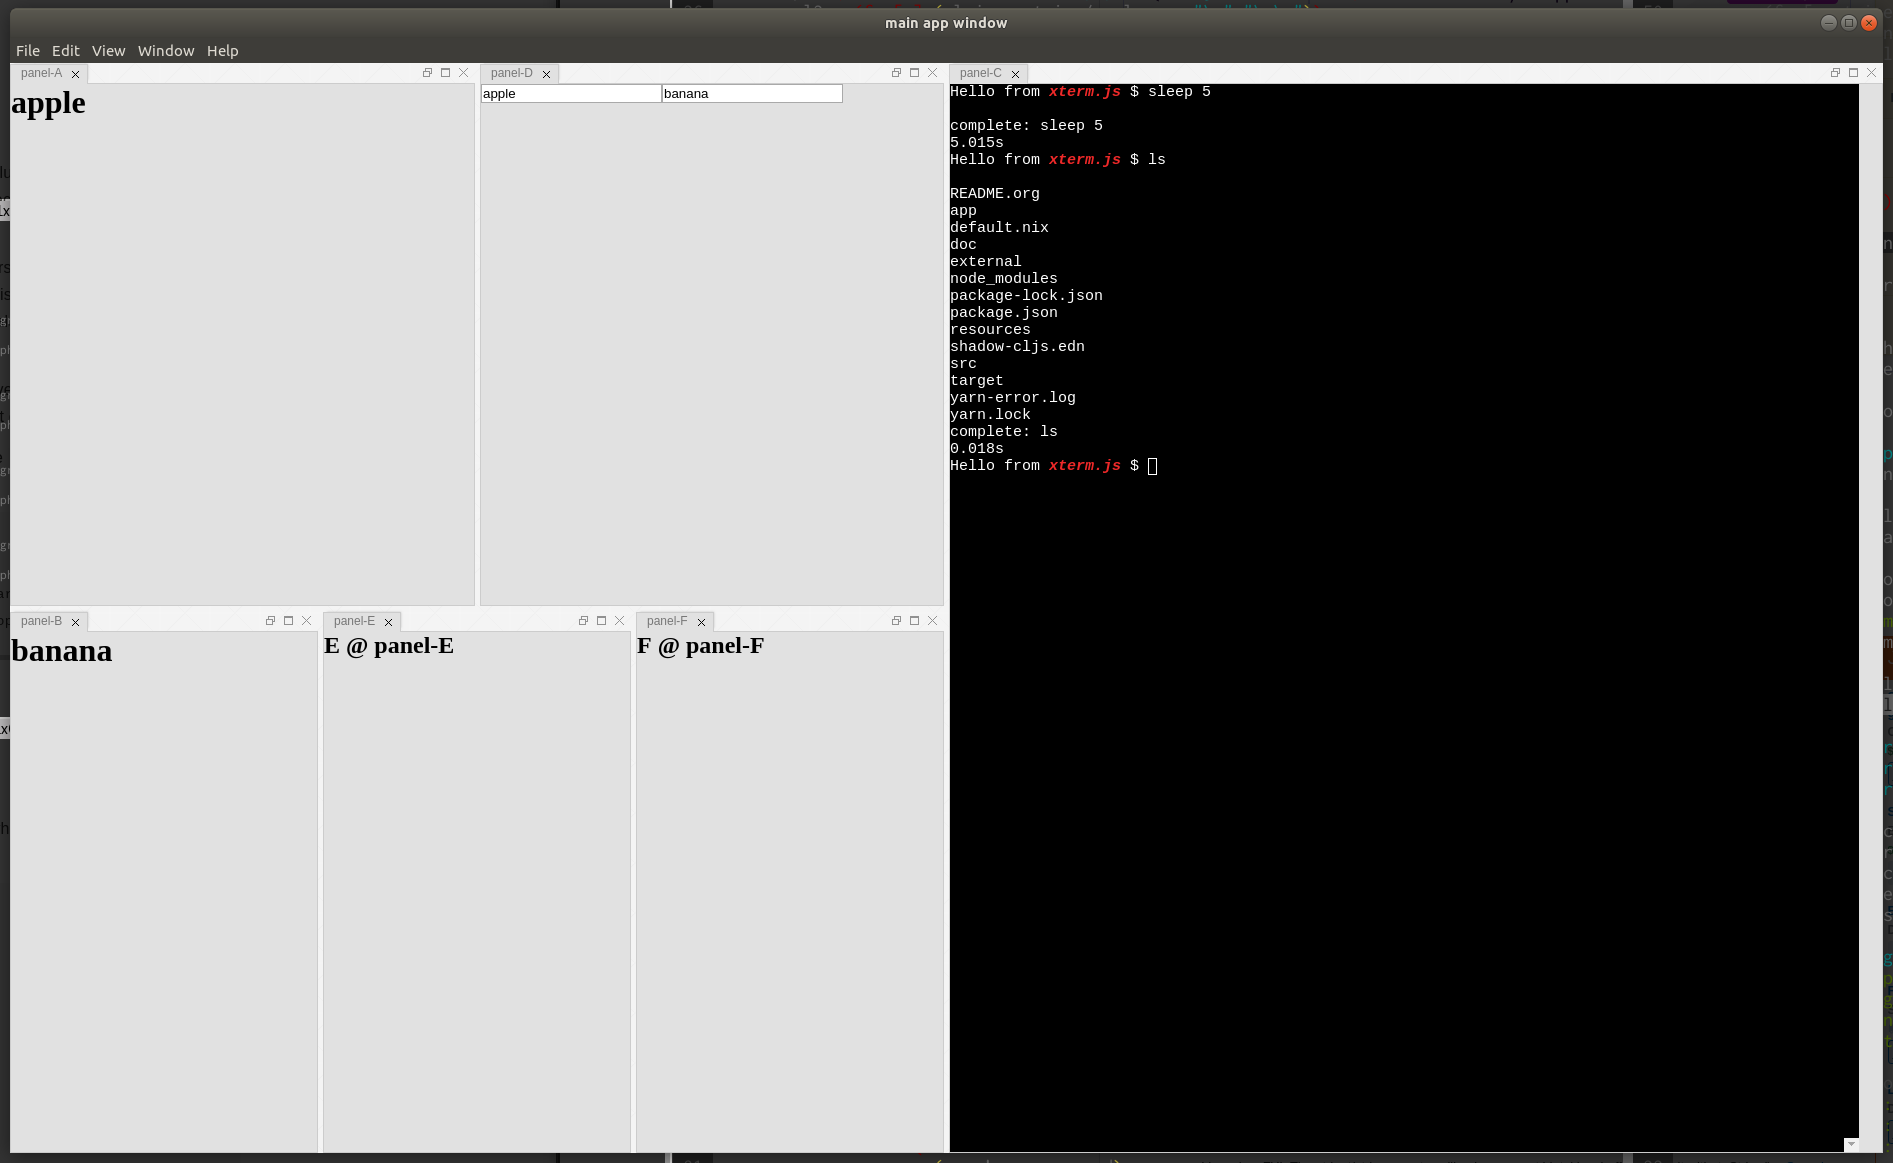 main app window
File Edit View Window Help
panel-A
apple
panel-D
apple banana
panel-C
Hello from xterm.js $ sleep 5
complete: sleep 5
5.015s
Hello from xterm.js $ ls
README.org
app
default.nix
doc
external
node_modules
package-lock.json
package.json
resources
shadow-cljs.edn
src
target
yarn-error.log
yarn.lock
complete: ls
0.018s
Hello from xterm.js $
panel-B
banana
panel-E
E @ panel-E
panel-F
F @ panel-F